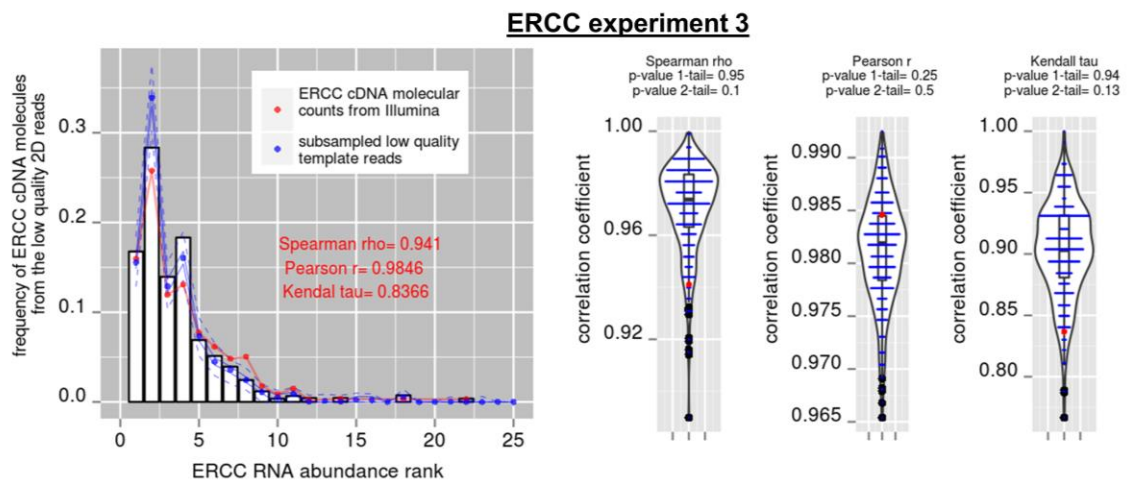 ERCC experiment 3
frequency of ERCC cDNA molecules
from the low quality 2D reads
0.3
0.2
0.1
0.0
ERCC cDNA molecular
counts from Illumina
subsampled low quality
template reads
Spearman rho= 0.941
Pearson r= 0.9846
Kendal tau= 0.8366
0
5
10
15
20
25
ERCC RNA abundance rank
Spearman rho
p-value 1-tail= 0.95
p-value 2-tail= 0.1
correlation coefficient
1.00
0.96
0.92
Pearson r
p-value 1-tail= 0.25
p-value 2-tail= 0.5
correlation coefficient
0.990
0.985
0.980
0.975
0.970
0.965
Kendall tau
p-value 1-tail= 0.94
p-value 2-tail= 0.13
correlation coefficient
1.00
0.95
0.90
0.85
0.80